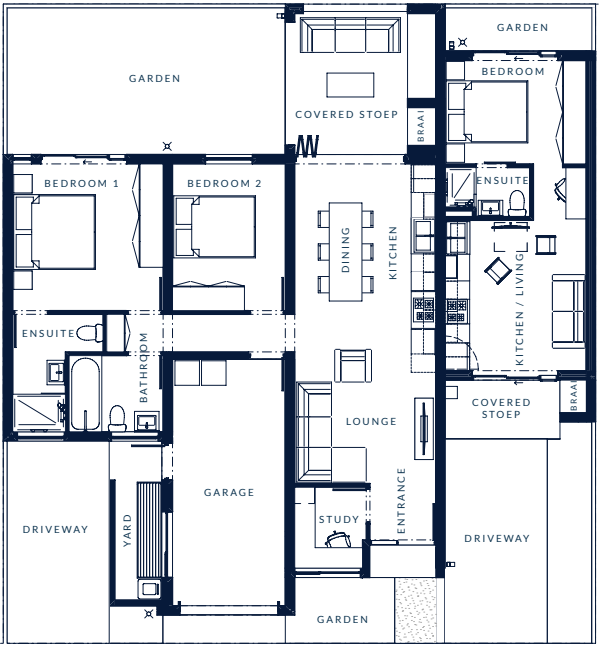 GARDEN
GARDEN
BEDROOM
COVERED STOEP
BRAAI
BEDROOM 1
BEDROOM 2
ENSUITE
DINING
KITCHEN
KITCHEN / LIVING
ENSUITE
BATHROOM
COVERED
STOEP
BRAAI
LOUNGE
GARAGE
ENTRANCE
STUDY
DRIVEWAY
YARD
DRIVEWAY
GARDEN